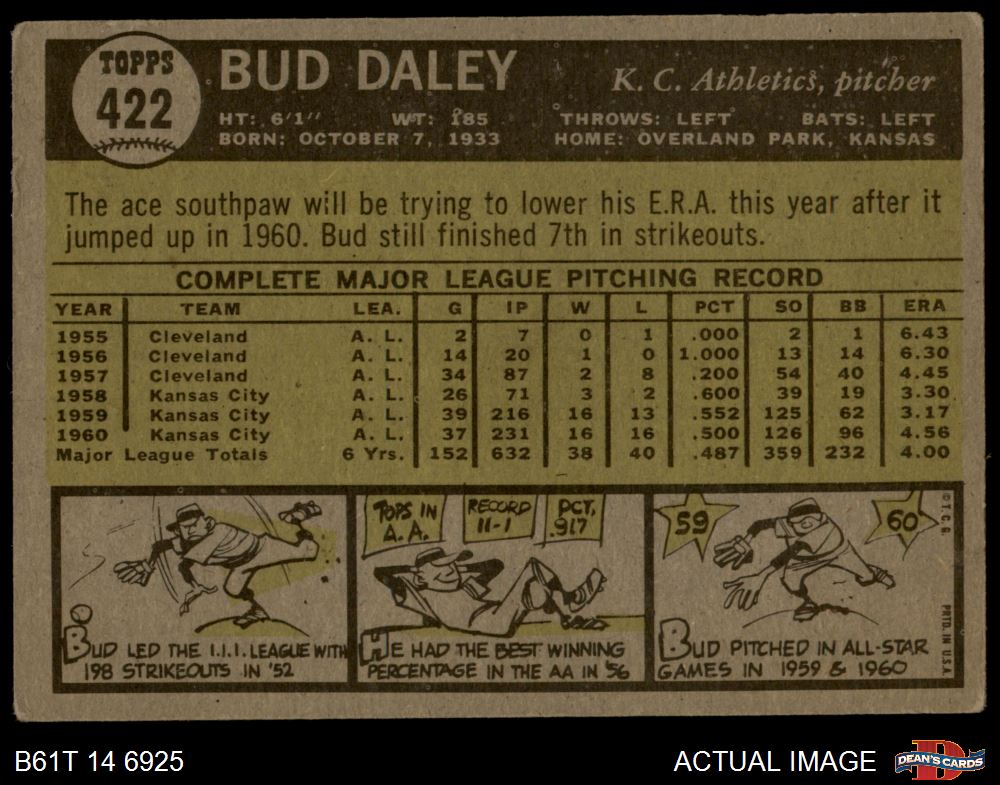 TOPPS
422
BUD DALEY
K. C. Athletics, pitcher
HT: 6'1" WT: 185 THROWS: LEFT BATS: LEFT
BORN: OCTOBER 7, 1933 HOME: OVERLAND PARK, KANSAS
The ace southpaw will be trying to lower his E.R.A. this year after it
jumped up in 1960. Bud still finished 7th in strikeouts.
COMPLETE MAJOR LEAGUE PITCHING RECORD
YEAR TEAM LEA. G IP W L PCT SO BB ERA
1955 Cleveland A. L. 2 7 0 1 .000 2 1 6.43
1956 Cleveland A. L. 14 20 1 0 1.000 13 14 6.30
1957 Cleveland A. L. 34 87 2 8 .200 54 40 4.45
1958 Kansas City A. L. 26 71 3 2 .600 39 19 3.30
1959 Kansas City A. L. 39 216 16 13 .552 125 62 3.17
1960 Kansas City A. L. 37 231 16 16 .500 126 96 4.56
Major League Totals 6 Yrs. 152 632 38 40 .487 359 232 4.00
BUD LED THE I.I.I. LEAGUE WITH
198 STRIKEOUTS IN '52
TOPS IN
A.A.
RECORD
11-1
PCT.
.917
HE HAD THE BEST WINNING
PERCENTAGE IN THE AA IN '56
59
60
BUD PITCHED IN ALL-STAR
GAMES IN 1959 & 1960
© T. C. G.
PRTD. IN U.S.A.
B61T 14 6925
ACTUAL IMAGE
DEAN'S CARDS